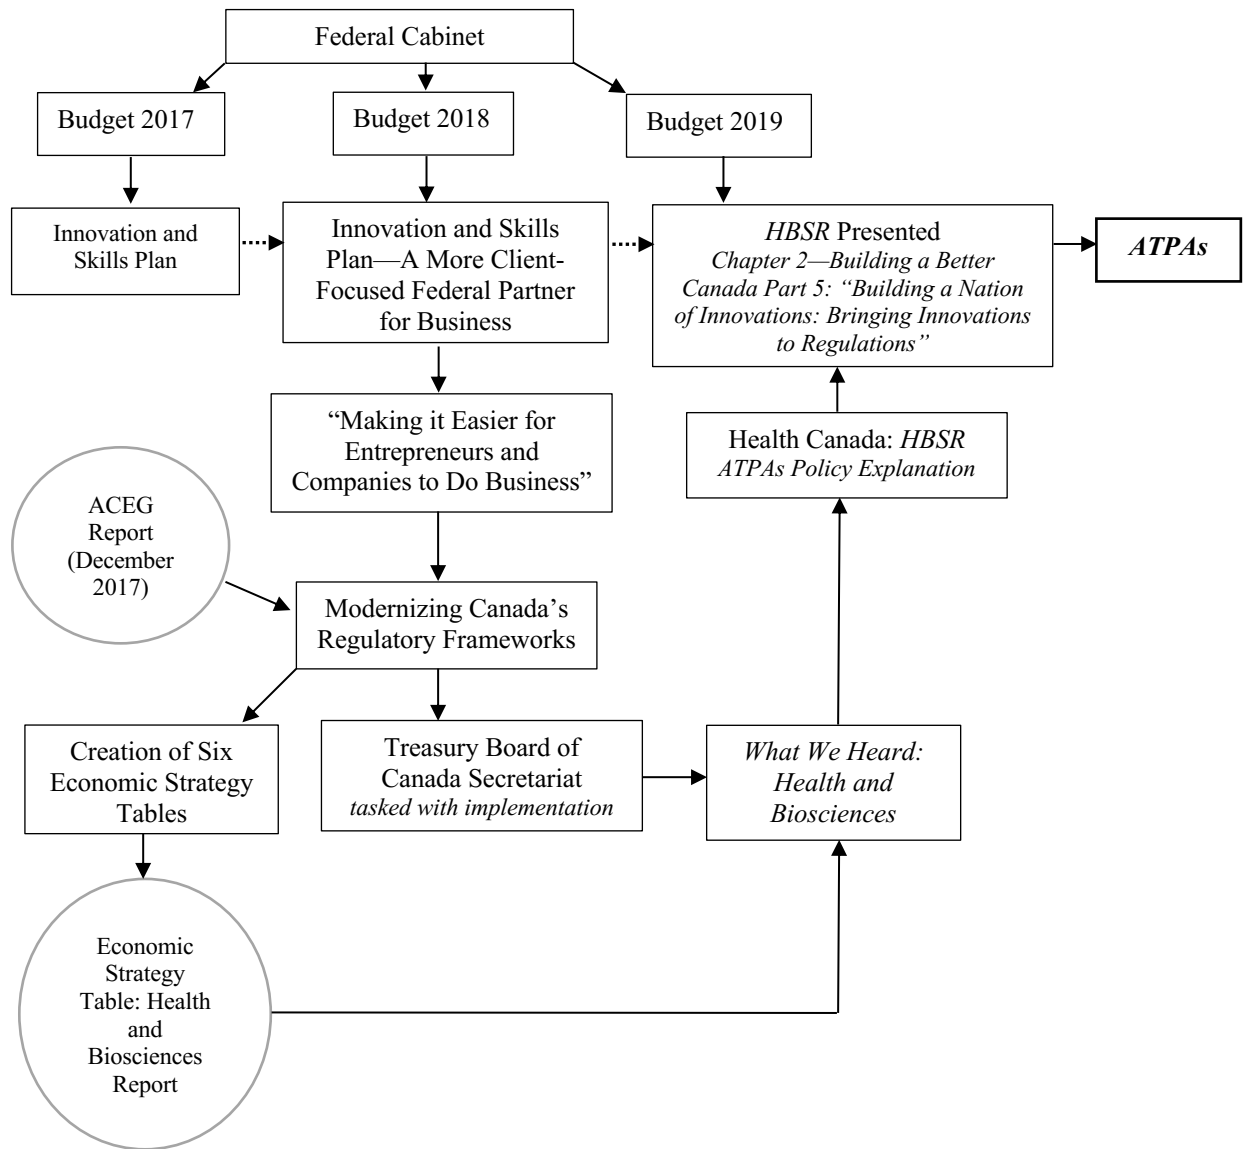 Federal Cabinet
Budget 2017
Budget 2018
Budget 2019
Innovation and
Skills Plan
Innovation and Skills
Plan—A More Client-
Focused Federal Partner
for Business
HBSR Presented
Chapter 2—Building a Better
Canada Part 5: “Building a Nation
of Innovations: Bringing Innovations
to Regulations”
ATPAs
“Making it Easier for
Entrepreneurs and
Companies to Do Business”
Health Canada: HBSR
ATPAs Policy Explanation
ACEG
Report
(December
2017)
Modernizing Canada’s
Regulatory Frameworks
Creation of Six
Economic Strategy
Tables
Treasury Board of
Canada Secretariat
tasked with implementation
What We Heard:
Health and
Biosciences
Economic
Strategy
Table: Health
and
Biosciences
Report